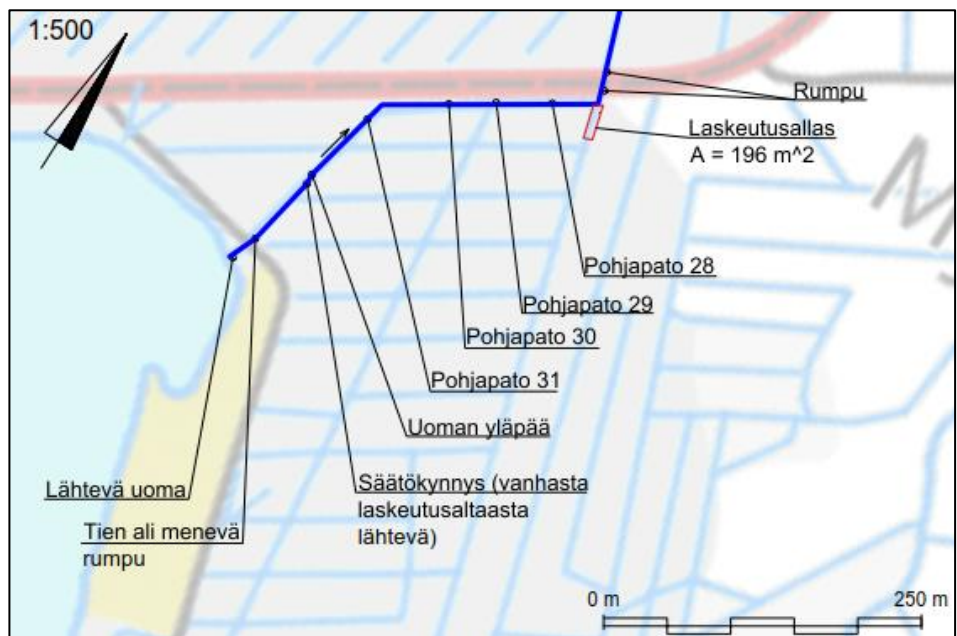 1:500
Rumpu
Laskeutusallas
A = 196 m^2
M
Pohjapato 28
Pohjapato 29
Pohjapato 30
Pohjapato 31
Uoman yläpää
Säätökynnys (vanhasta
laskeutusaltaasta
lähtevä)
Lähtevä uoma
Tien ali menevä
rumpu
0 m
250 m